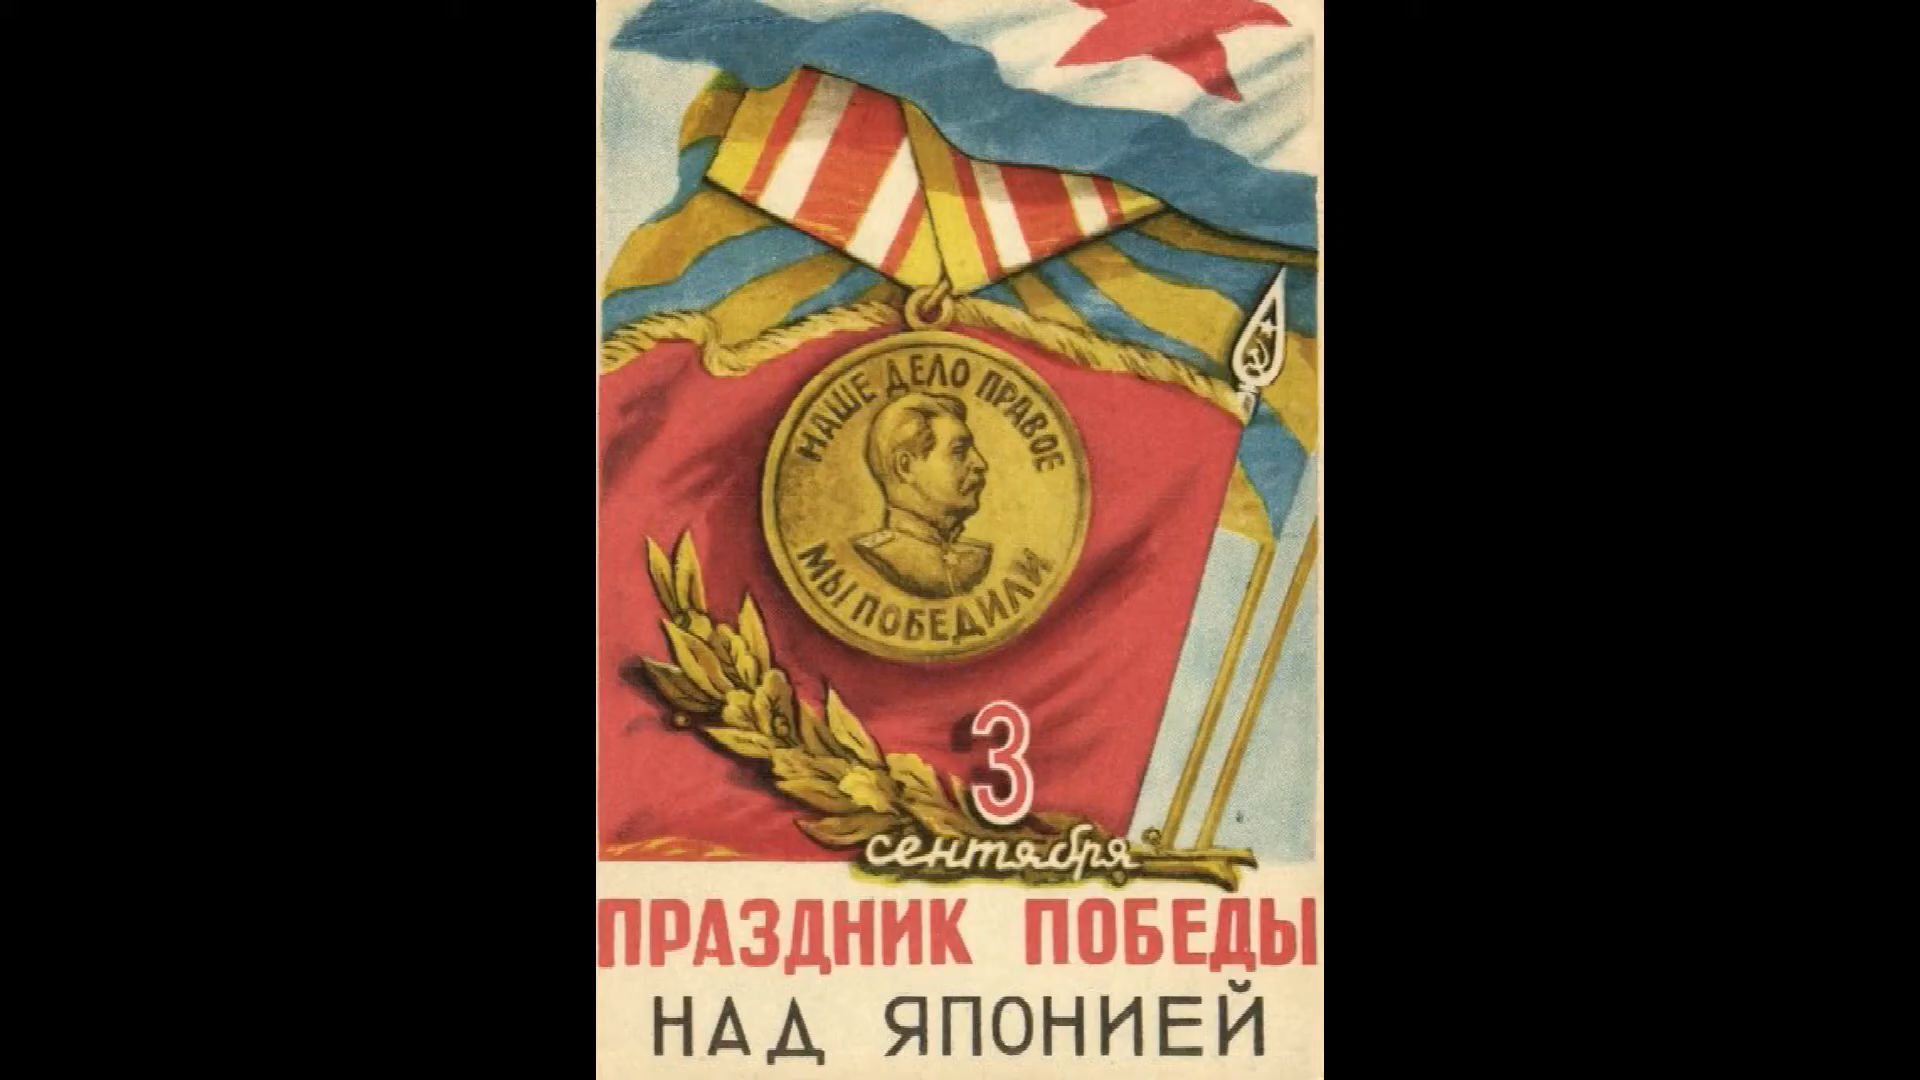 НАШЕ ДЕЛО ПРАВОЕ
МЫ ПОБЕДИЛИ
3
сентября
ПРАЗДНИК ПОБЕДЫ
НАД ЯПОНИЕЙ